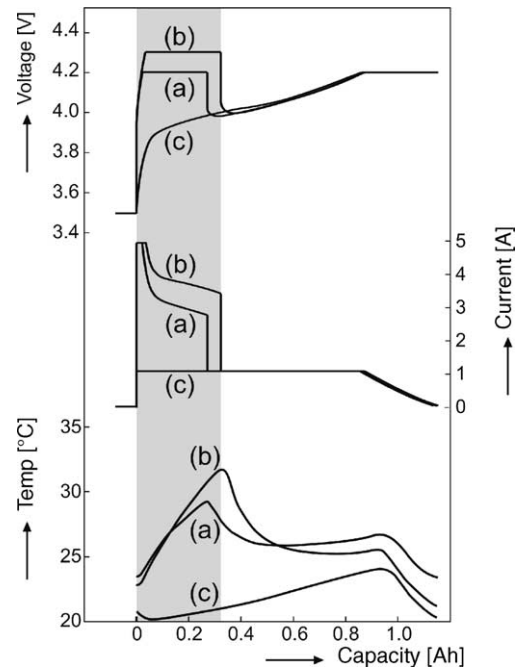 4.4
4.2
4.0
3.8
3.6
3.4
Voltage [V]
(b)
(a)
(c)
5
4
3
2
1
0
Current [A]
(b)
(a)
(c)
35
30
25
20
Temp [°C]
(b)
(a)
(c)
0 0.2 0.4 0.6 0.8 1.0
Capacity [Ah]